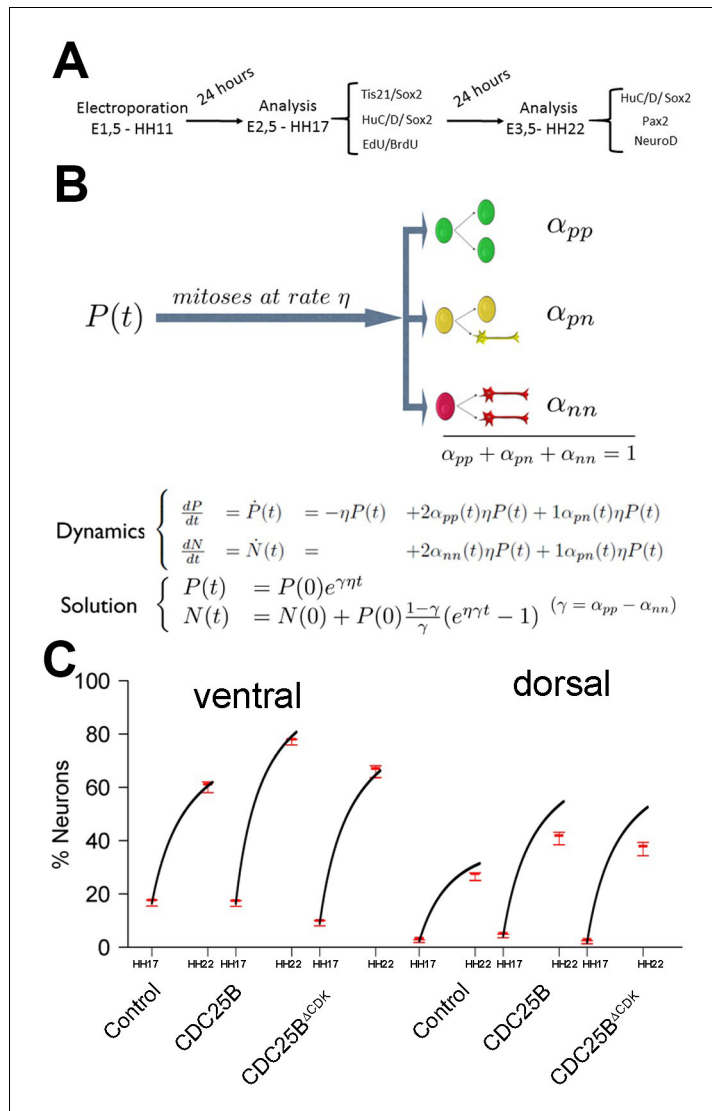 A
Electroporation
E1,5 - HH11
24 hours
Analysis
E2,5 - HH17
Tis21/Sox2
HuC/D/ Sox2
EdU/BrdU
24 hours
Analysis
E3,5- HH22
HuC/D/ Sox2
Pax2
NeuroD
B
P(t)
mitoses at rate η
α_pp
α_pn
α_nn
α_pp + α_pn + α_nn = 1
Dynamics
dP/dt = Ṗ(t) = −ηP(t) +2α_pp(t)ηP(t) + 1α_pn(t)ηP(t)
dN/dt = Ṅ(t) = +2α_nn(t)ηP(t) + 1α_pn(t)ηP(t)
Solution
P(t) = P(0)e^{γηt}
N(t) = N(0) + P(0) (1−γ)/γ (e^{ηγt} − 1) (γ = α_pp − α_nn)
C
ventral
dorsal
% Neurons
100
80
60
40
20
0
HH17 HH22 HH17 HH22 HH17 HH22 HH17 HH22 HH17 HH22 HH17 HH22
Control CDC25B CDC25B^ΔCDK Control CDC25B CDC25B^ΔCDK